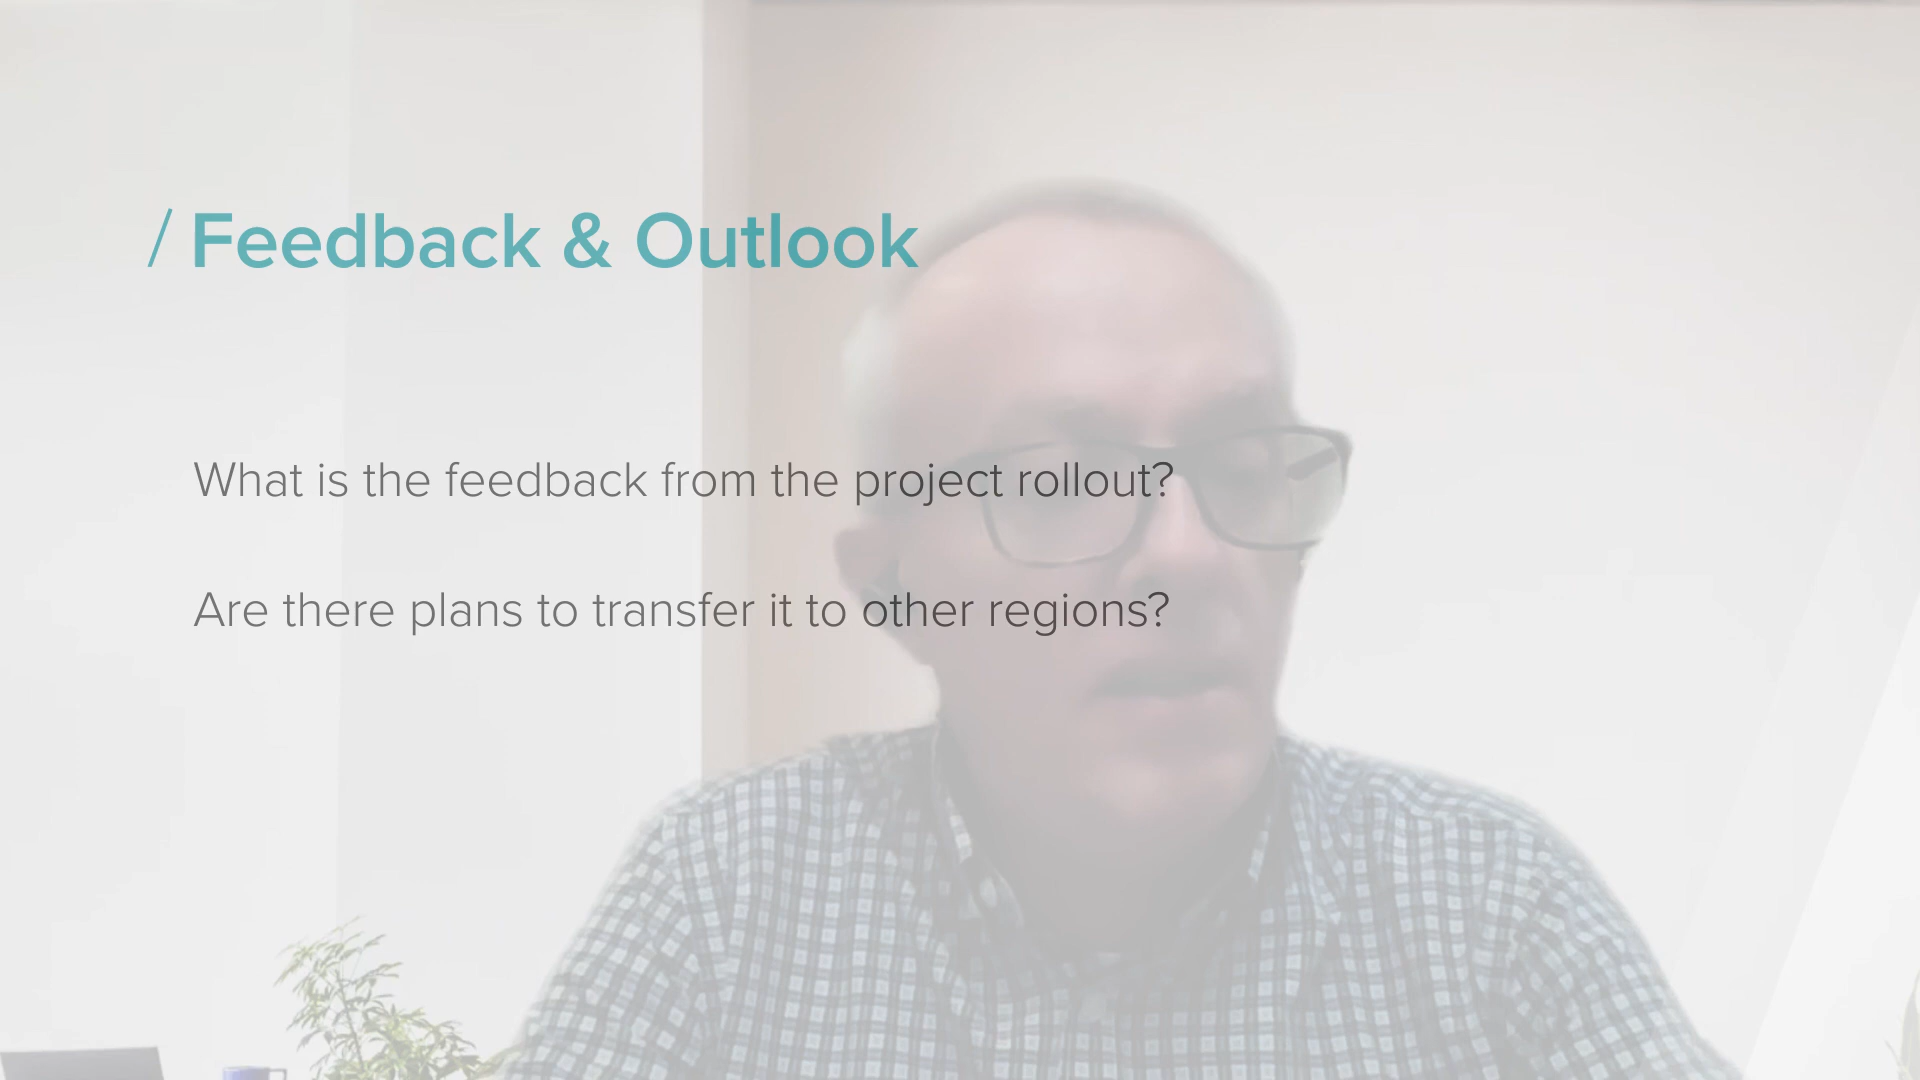 / Feedback & Outlook
What is the feedback from the project rollout?
Are there plans to transfer it to other regions?